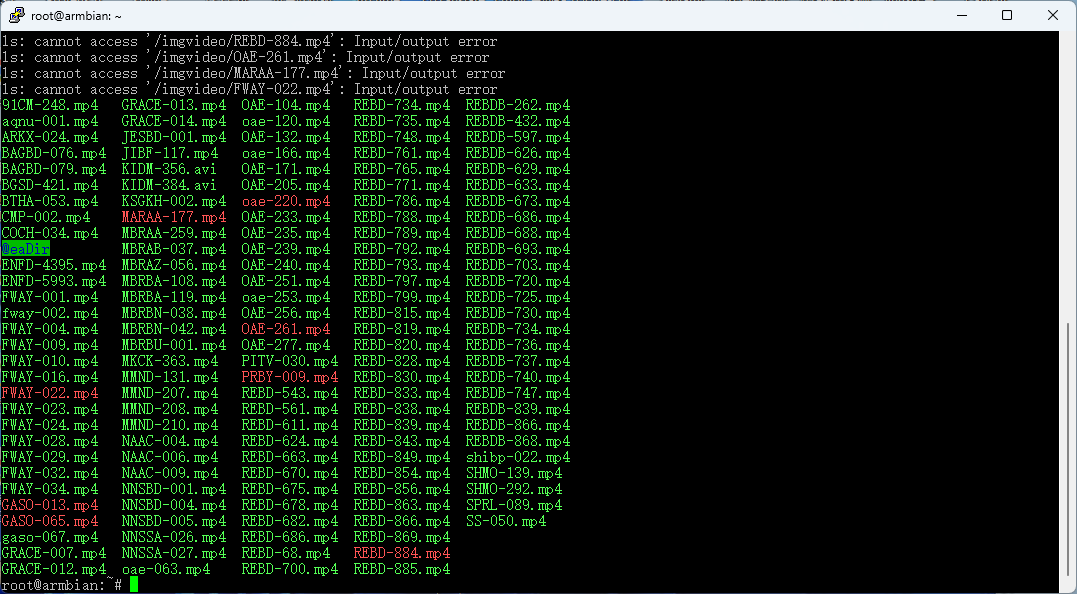 root@armbian: ~
ls: cannot access '/imgvideo/REBD-884.mp4': Input/output error
ls: cannot access '/imgvideo/OAE-261.mp4': Input/output error
ls: cannot access '/imgvideo/MARAA-177.mp4': Input/output error
ls: cannot access '/imgvideo/FWAY-022.mp4': Input/output error
91CM-248.mp4 GRACE-013.mp4 OAE-104.mp4 REBD-734.mp4 REBDB-262.mp4
aqnu-001.mp4 GRACE-014.mp4 oae-120.mp4 REBD-735.mp4 REBDB-432.mp4
ARKX-024.mp4 JESBD-001.mp4 OAE-132.mp4 REBD-748.mp4 REBDB-597.mp4
BAGBD-076.mp4 JIBF-117.mp4 oae-166.mp4 REBD-761.mp4 REBDB-626.mp4
BAGBD-079.mp4 KIDM-356.avi OAE-171.mp4 REBD-765.mp4 REBDB-629.mp4
BGSD-421.mp4 KIDM-384.avi OAE-205.mp4 REBD-771.mp4 REBDB-633.mp4
BTHA-053.mp4 KSGKH-002.mp4 oae-220.mp4 REBD-786.mp4 REBDB-673.mp4
CMP-002.mp4 MARAA-177.mp4 OAE-233.mp4 REBD-788.mp4 REBDB-686.mp4
COCH-034.mp4 MBRAA-259.mp4 OAE-235.mp4 REBD-789.mp4 REBDB-688.mp4
@eaDir MBRAB-037.mp4 OAE-239.mp4 REBD-792.mp4 REBDB-693.mp4
ENFD-4395.mp4 MBRAZ-056.mp4 OAE-240.mp4 REBD-793.mp4 REBDB-703.mp4
ENFD-5993.mp4 MBRBA-108.mp4 OAE-251.mp4 REBD-797.mp4 REBDB-720.mp4
FWAY-001.mp4 MBRBA-119.mp4 oae-253.mp4 REBD-799.mp4 REBDB-725.mp4
fway-002.mp4 MBRBN-038.mp4 OAE-256.mp4 REBD-815.mp4 REBDB-730.mp4
FWAY-004.mp4 MBRBN-042.mp4 OAE-261.mp4 REBD-819.mp4 REBDB-734.mp4
FWAY-009.mp4 MBRBU-001.mp4 OAE-277.mp4 REBD-820.mp4 REBDB-736.mp4
FWAY-010.mp4 MKCK-363.mp4 PITV-030.mp4 REBD-828.mp4 REBDB-737.mp4
FWAY-016.mp4 MMND-131.mp4 PRBY-009.mp4 REBD-830.mp4 REBDB-740.mp4
FWAY-022.mp4 MMND-207.mp4 REBD-543.mp4 REBD-833.mp4 REBDB-747.mp4
FWAY-023.mp4 MMND-208.mp4 REBD-561.mp4 REBD-838.mp4 REBDB-839.mp4
FWAY-024.mp4 MMND-210.mp4 REBD-611.mp4 REBD-839.mp4 REBDB-866.mp4
FWAY-028.mp4 NAAC-004.mp4 REBD-624.mp4 REBD-843.mp4 REBDB-868.mp4
FWAY-029.mp4 NAAC-006.mp4 REBD-663.mp4 REBD-849.mp4 shibp-022.mp4
FWAY-032.mp4 NAAC-009.mp4 REBD-670.mp4 REBD-854.mp4 SHMO-139.mp4
FWAY-034.mp4 NNSBD-001.mp4 REBD-675.mp4 REBD-856.mp4 SHMO-292.mp4
GASO-013.mp4 NNSBD-004.mp4 REBD-678.mp4 REBD-863.mp4 SPRL-089.mp4
GASO-065.mp4 NNSBD-005.mp4 REBD-682.mp4 REBD-866.mp4 SS-050.mp4
gaso-067.mp4 NNSSA-026.mp4 REBD-686.mp4 REBD-869.mp4
GRACE-007.mp4 NNSSA-027.mp4 REBD-68.mp4 REBD-884.mp4
GRACE-012.mp4 oae-063.mp4 REBD-700.mp4 REBD-885.mp4
root@armbian:~#